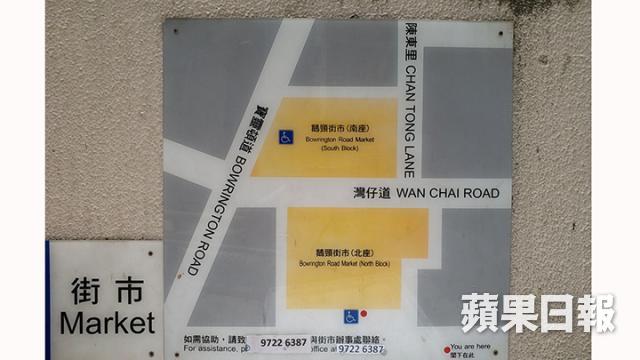 陳東里 CHAN TONG LANE
寶靈頓道 BOWRINGTON ROAD
鵝頸街市(南座)
Bowrington Road Market
(South Block)
灣仔道 WAN CHAI ROAD
鵝頸街市(北座)
Bowrington Road Market (North Block)
街市
Market
如需協助,請致 9722 6387 與街市辦事處聯絡。
For assistance, office at 9722 6387
You are here
閣下在此
蘋果日報